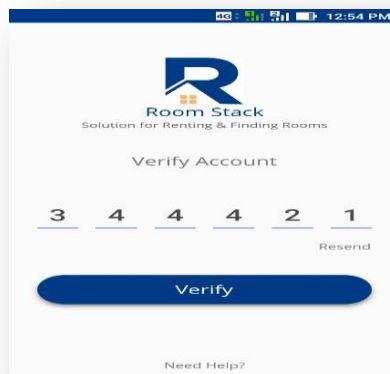 4G 12:54 PM
Room Stack
Solution for Renting & Finding Rooms
Verify Account
3 4 4 4 2 1
Resend
Verify
Need Help?